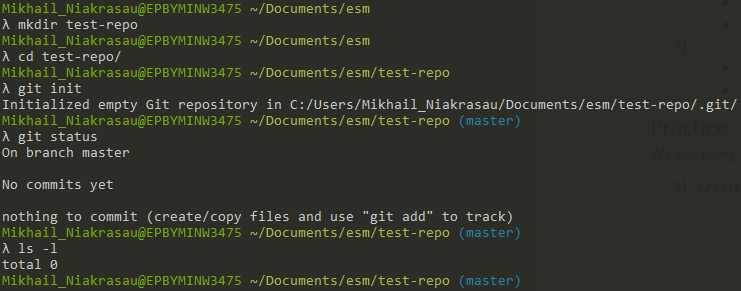 Mikhail_Niakrasau@EPBYMINW3475 ~/Documents/esm
λ mkdir test-repo
Mikhail_Niakrasau@EPBYMINW3475 ~/Documents/esm
λ cd test-repo/
Mikhail_Niakrasau@EPBYMINW3475 ~/Documents/esm/test-repo
λ git init
Initialized empty Git repository in C:/Users/Mikhail_Niakrasau/Documents/esm/test-repo/.git/
Mikhail_Niakrasau@EPBYMINW3475 ~/Documents/esm/test-repo (master)
λ git status
On branch master
No commits yet
nothing to commit (create/copy files and use "git add" to track)
Mikhail_Niakrasau@EPBYMINW3475 ~/Documents/esm/test-repo (master)
λ ls -l
total 0
Mikhail_Niakrasau@EPBYMINW3475 ~/Documents/esm/test-repo (master)
3)
Practice
We are going
1) Create